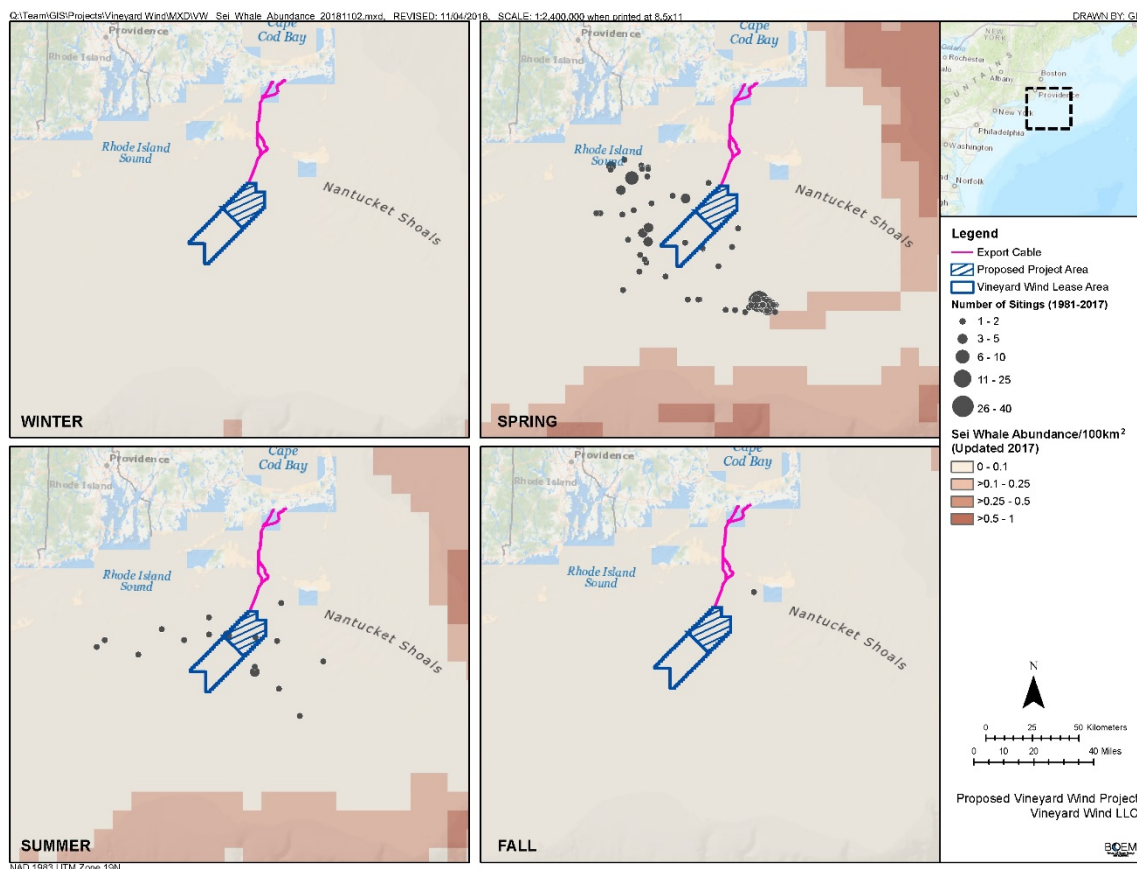 Q:\Team\GIS\Projects\Vineyard Wind\MXD\VW_Sei_Whale_Abundance_20181102.mxd, REVISED: 11/04/2018, SCALE: 1:2,400,000 when printed at 8.5x11
Cape
Cod Bay
Providence
Rhode Island
Rhode Island
Sound
Nantucket Shoals
WINTER
Cape
Cod Bay
Providence
Rhode Island
Rhode Island
Sound
Nantucket Shoals
SPRING
Cape
Cod Bay
Providence
Rhode Island
Rhode Island
Sound
Nantucket Shoals
SUMMER
Cape
Cod Bay
Providence
Rhode Island
Rhode Island
Sound
Nantucket Shoals
FALL
NAD 1983 UTM Zone 19N
DRAWN BY: G
NEW
YORK
Rochester
Albany
Boston
Providence
New York
Philadelphia
Washington
Norfolk
Legend
Export Cable
Proposed Project Area
Vineyard Wind Lease Area
Number of Sitings (1981-2017)
1 - 2
3 - 5
6 - 10
11 - 25
26 - 40
Sei Whale Abundance/100km²
(Updated 2017)
0 - 0.1
>0.1 - 0.25
>0.25 - 0.5
>0.5 - 1
N
0 25 50 Kilometers
0 10 20 40 Miles
Proposed Vineyard Wind Project
Vineyard Wind LLC
BOEM